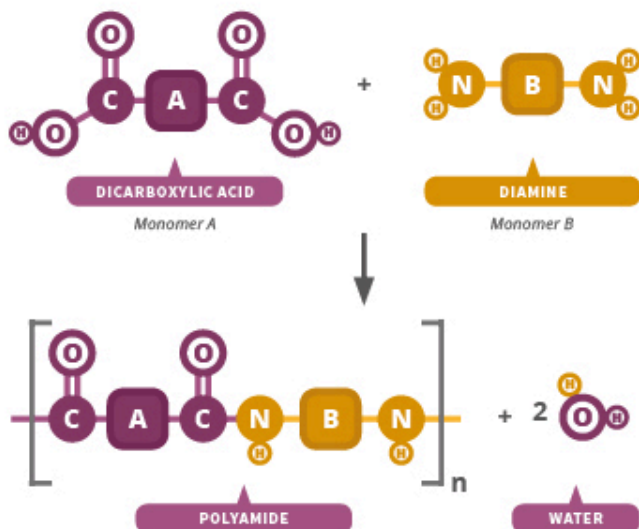 O O
C A C + H N B N H
H O O H H H
DICARBOXYLIC ACID DIAMINE
Monomer A Monomer B
O O H
C A C N B N + 2 O H
H H n
POLYAMIDE WATER